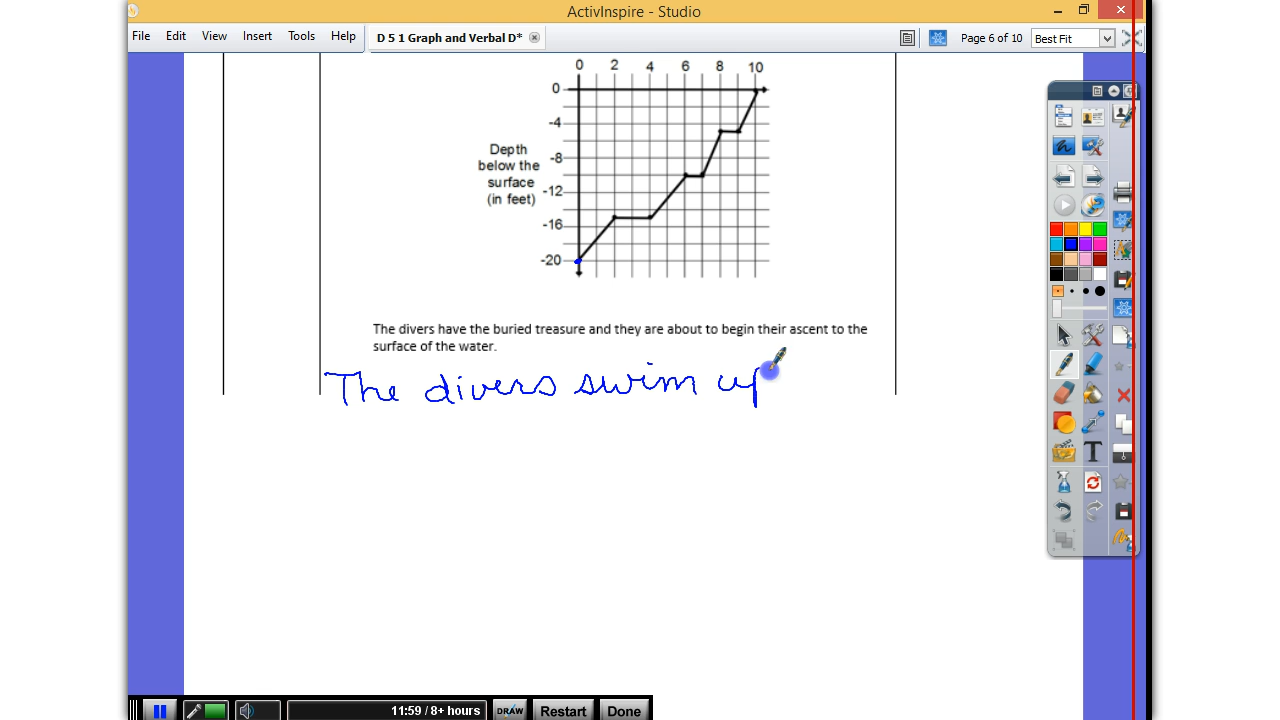 ActivInspire - Studio
File Edit View Insert Tools Help D 5 1 Graph and Verbal D* Page 6 of 10 Best Fit
0 2 4 6 8 10
0
-4
Depth
-8
below the
surface
-12
(in feet)
-16
-20
The divers have the buried treasure and they are about to begin their ascent to the
surface of the water.
The divers swim up
T
11:59 / 8+ hours DRAW Restart Done